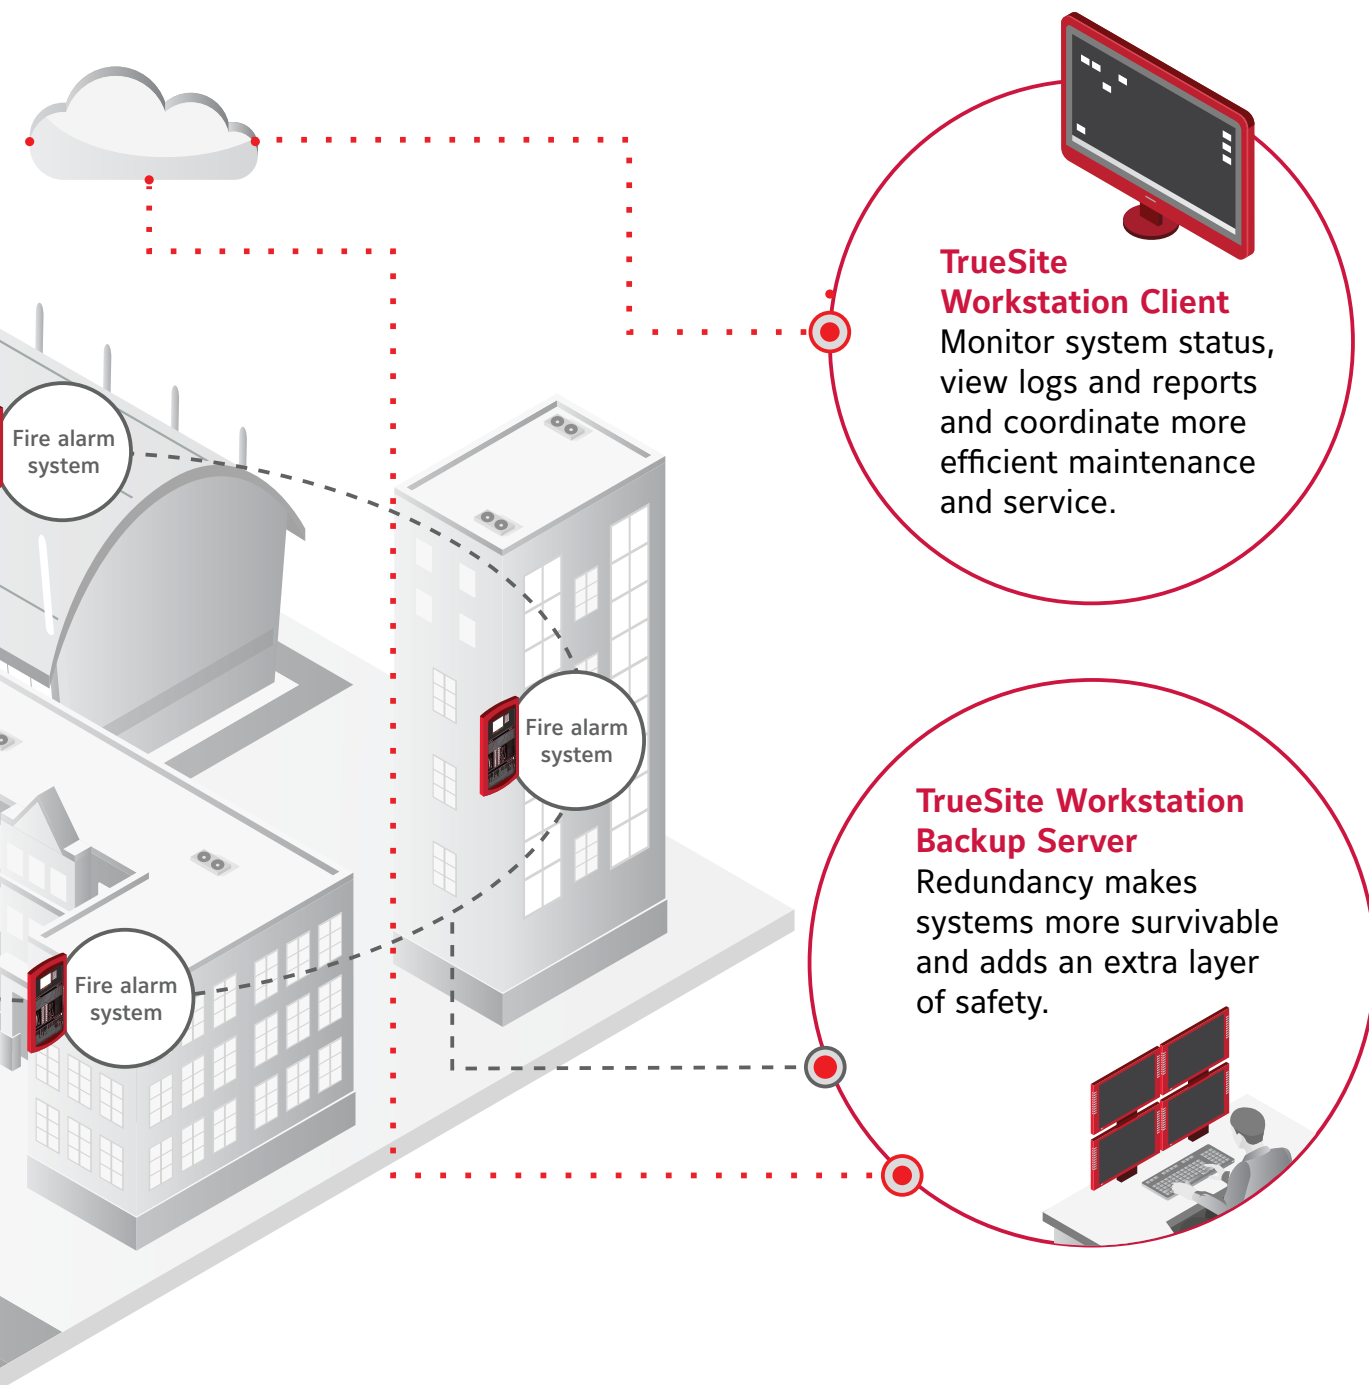 TrueSite
Workstation Client
Monitor system status,
view logs and reports
and coordinate more
efficient maintenance
and service.
Fire alarm
system
Fire alarm
system
TrueSite Workstation
Backup Server
Redundancy makes
systems more survivable
and adds an extra layer
of safety.
Fire alarm
system